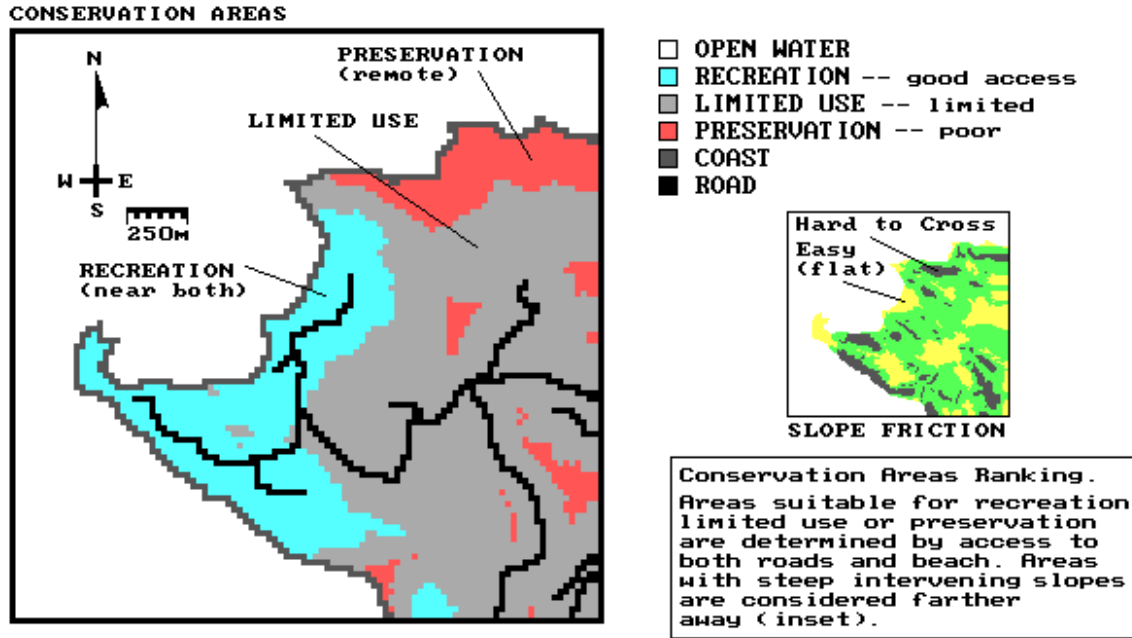 CONSERVATION AREAS
N
W E
S
250M
PRESERVATION
(remote)
LIMITED USE
RECREATION
(near both)
OPEN WATER
RECREATION -- good access
LIMITED USE -- limited
PRESERVATION -- poor
COAST
ROAD
Hard to Cross
Easy
(flat)
SLOPE FRICTION
Conservation Areas Ranking.
Areas suitable for recreation
limited use or preservation
are determined by access to
both roads and beach. Areas
with steep intervening slopes
are considered farther
away (inset).